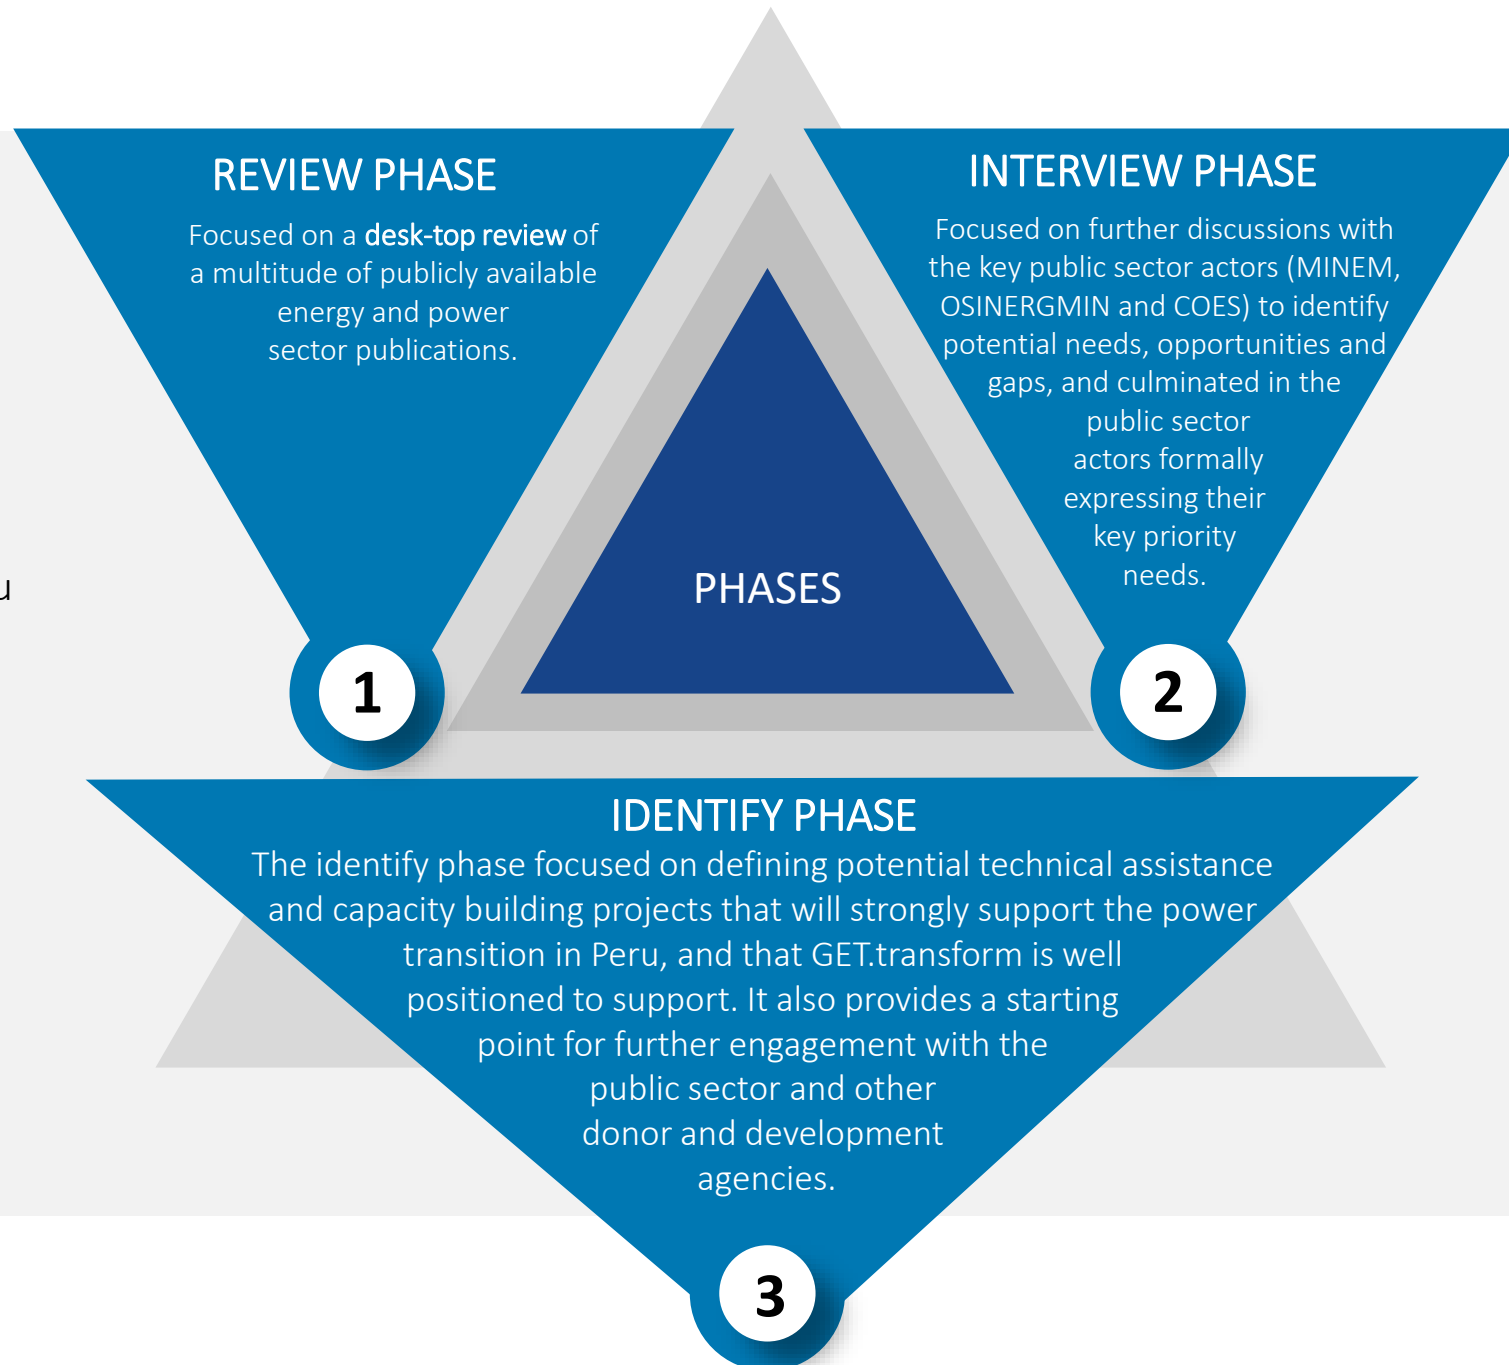 REVIEW PHASE
Focused on a desk-top review of
a multitude of publicly available
energy and power
sector publications.
1
INTERVIEW PHASE
Focused on further discussions with
the key public sector actors (MINEM,
OSINERGMIN and COES) to identify
potential needs, opportunities and
gaps, and culminated in the
public sector
actors formally
expressing their
key priority
needs.
2
PHASES
u
IDENTIFY PHASE
The identify phase focused on defining potential technical assistance
and capacity building projects that will strongly support the power
transition in Peru, and that GET.transform is well
positioned to support. It also provides a starting
point for further engagement with the
public sector and other
donor and development
agencies.
3